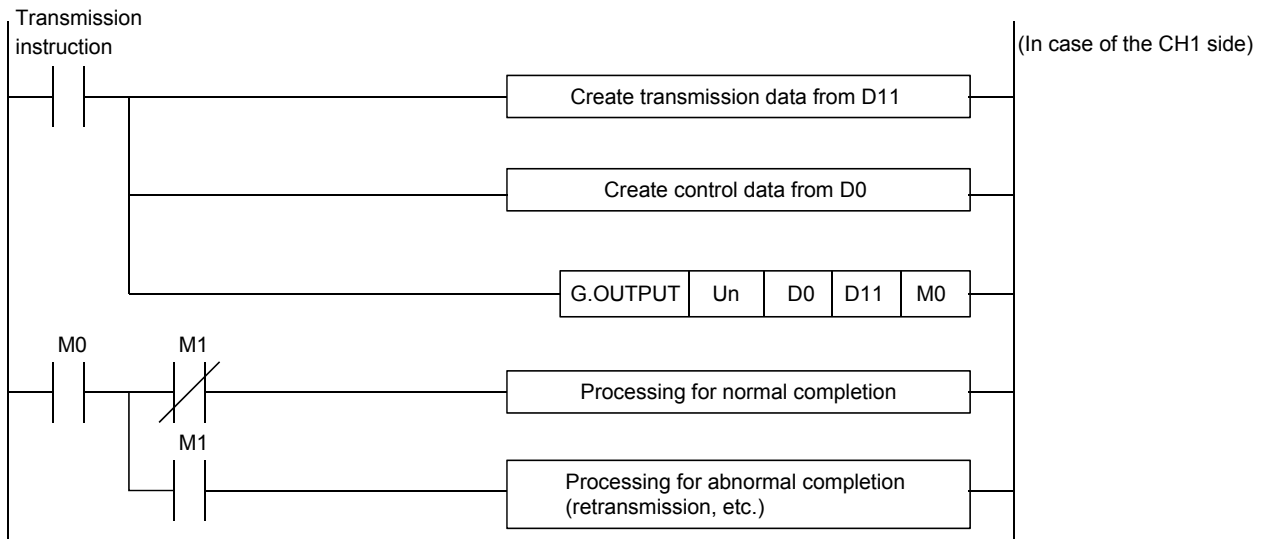 Transmission
instruction
(In case of the CH1 side)
Create transmission data from D11
Create control data from D0
G.OUTPUT Un D0 D11 M0
M0 M1
Processing for normal completion
M1
Processing for abnormal completion
(retransmission, etc.)